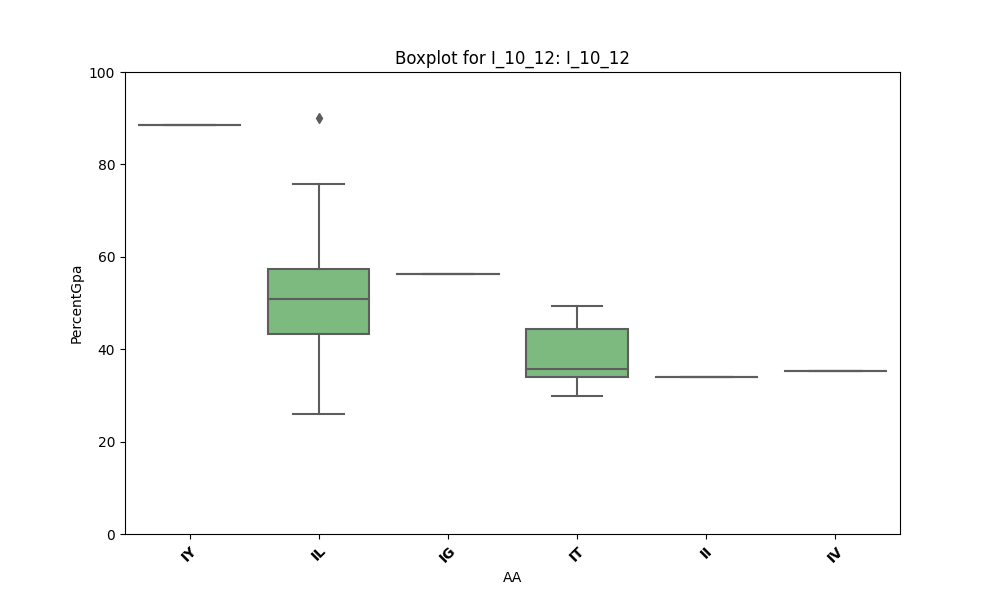 Boxplot for I_10_12: I_10_12
100
80
60
40
20
0
PercentGpa
IY
IL
IG
IT
II
IV
AA